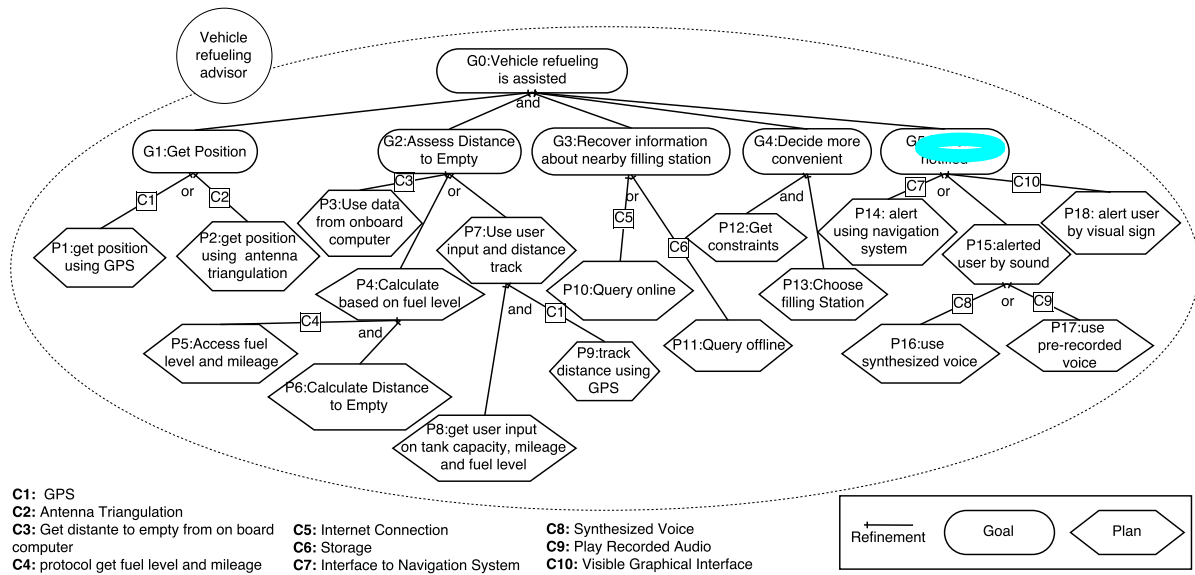 Vehicle
refueling
advisor
G0:Vehicle refueling
is assisted
and
G1:Get Position
G2:Assess Distance
to Empty
G3:Recover information
about nearby filling station
G4:Decide more
convenient
C1
or
C2
C3
or
or
C5
C6
and
C7
or
C10
P1:get position
using GPS
P2:get position
using antenna
triangulation
P3:Use data
from onboard
computer
P7:Use user
input and distance
track
P12:Get
constraints
P14: alert
using navigation
system
P15:alerted
user by sound
P18: alert user
by visual sign
P4:Calculate
based on fuel level
P10:Query online
P13:Choose
filling Station
C4
and
and
C1
C8
or
C9
P5:Access fuel
level and mileage
P6:Calculate Distance
to Empty
P9:track
distance using
GPS
P11:Query offline
P16:use
synthesized voice
P17:use
pre-recorded
voice
P8:get user input
on tank capacity, mileage
and fuel level
C1: GPS
C2: Antenna Triangulation
C3: Get distante to empty from on board
computer
C4: protocol get fuel level and mileage
C5: Internet Connection
C6: Storage
C7: Interface to Navigation System
C8: Synthesized Voice
C9: Play Recorded Audio
C10: Visible Graphical Interface
Refinement
Goal
Plan